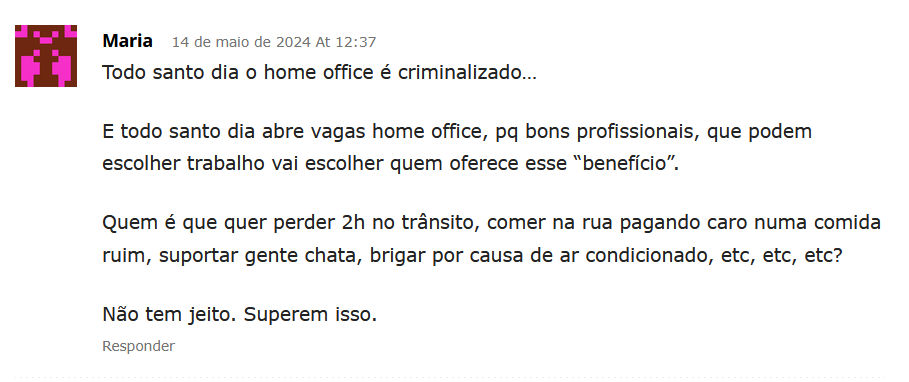 Maria 14 de maio de 2024 At 12:37
Todo santo dia o home office é criminalizado…
E todo santo dia abre vagas home office, pq bons profissionais, que podem
escolher trabalho vai escolher quem oferece esse “benefício”.
Quem é que quer perder 2h no trânsito, comer na rua pagando caro numa comida
ruim, suportar gente chata, brigar por causa de ar condicionado, etc, etc, etc?
Não tem jeito. Superem isso.
Responder